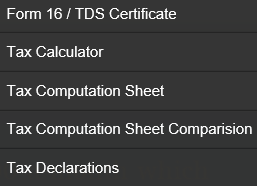 Form 16 / TDS Certificate
Tax Calculator
Tax Computation Sheet
Tax Computation Sheet Comparision
Tax Declarations